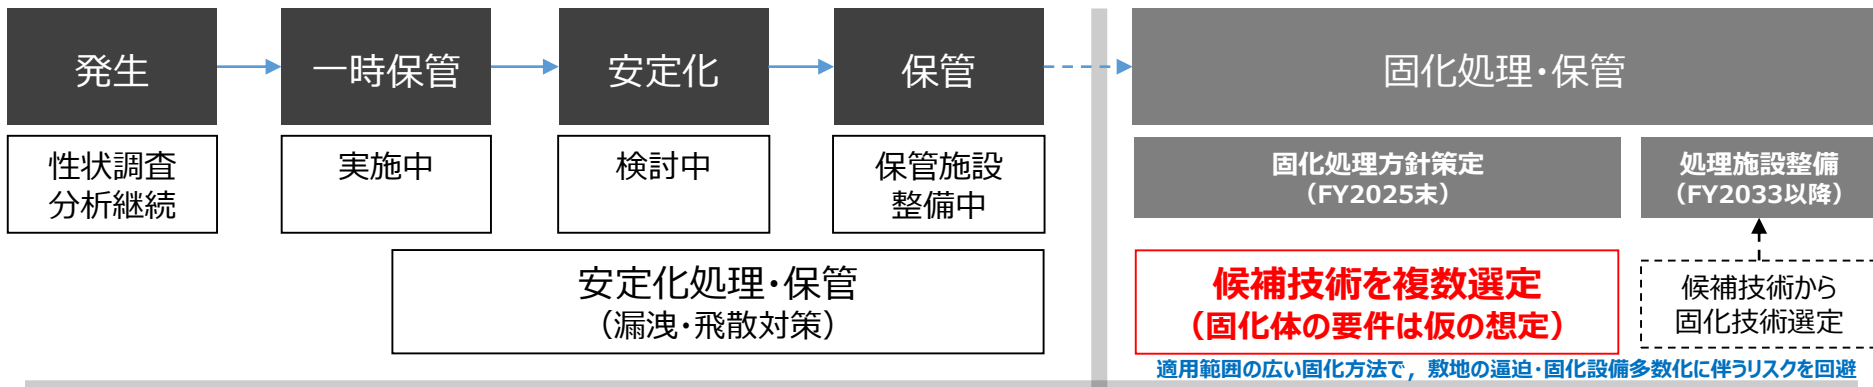 発生
一時保管
安定化
保管
固化処理・保管
性状調査
分析継続
実施中
検討中
保管施設
整備中
固化処理方針策定
（FY2025末）
処理施設整備
（FY2033以降）
安定化処理・保管
（漏洩・飛散対策）
候補技術を複数選定
（固化体の要件は仮の想定）
候補技術から
固化技術選定
適用範囲の広い固化方法で，敷地の逼迫・固化設備多数化に伴うリスクを回避